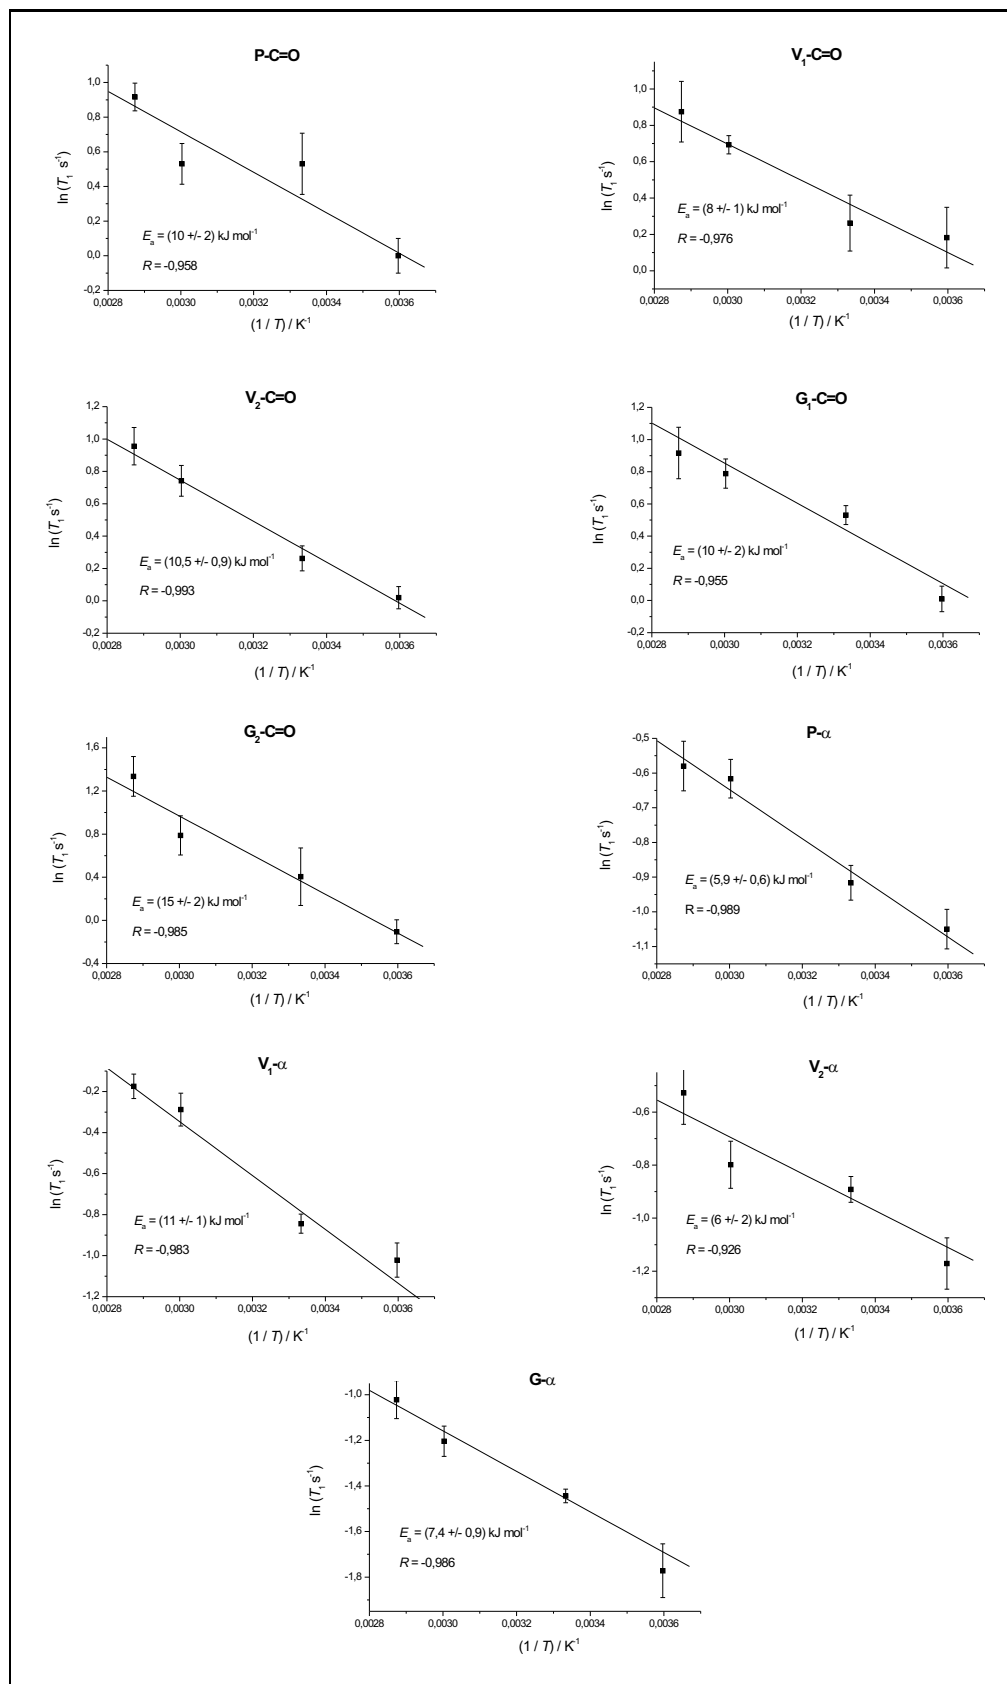 P-C=O
ln (T₁ s⁻¹)
1,0
0,8
0,6
0,4
0,2
0,0
-0,2
Eₐ = (10 +/- 2) kJ mol⁻¹
R = -0,958
0,0028 0,0030 0,0032 0,0034 0,0036
(1 / T) / K⁻¹
V₁-C=O
ln (T₁ s⁻¹)
1,0
0,8
0,6
0,4
0,2
0,0
Eₐ = (8 +/- 1) kJ mol⁻¹
R = -0,976
0,0028 0,0030 0,0032 0,0034 0,0036
(1 / T) / K⁻¹
V₂-C=O
ln (T₁ s⁻¹)
1,2
1,0
0,8
0,6
0,4
0,2
0,0
-0,2
Eₐ = (10,5 +/- 0,9) kJ mol⁻¹
R = -0,993
0,0028 0,0030 0,0032 0,0034 0,0036
(1 / T) / K⁻¹
G₁-C=O
ln (T₁ s⁻¹)
1,2
1,0
0,8
0,6
0,4
0,2
0,0
-0,2
Eₐ = (10 +/- 2) kJ mol⁻¹
R = -0,955
0,0028 0,0030 0,0032 0,0034 0,0036
(1 / T) / K⁻¹
G₂-C=O
ln (T₁ s⁻¹)
1,6
1,2
0,8
0,4
0,0
-0,4
Eₐ = (15 +/- 2) kJ mol⁻¹
R = -0,985
0,0028 0,0030 0,0032 0,0034 0,0036
(1 / T) / K⁻¹
P-α
ln (T₁ s⁻¹)
-0,5
-0,6
-0,7
-0,8
-0,9
-1,0
-1,1
Eₐ = (5,9 +/- 0,6) kJ mol⁻¹
R = -0,989
0,0028 0,0030 0,0032 0,0034 0,0036
(1 / T) / K⁻¹
V₁-α
ln (T₁ s⁻¹)
-0,2
-0,4
-0,6
-0,8
-1,0
-1,2
Eₐ = (11 +/- 1) kJ mol⁻¹
R = -0,983
0,0028 0,0030 0,0032 0,0034 0,0036
(1 / T) / K⁻¹
V₂-α
ln (T₁ s⁻¹)
-0,6
-0,8
-1,0
-1,2
Eₐ = (6 +/- 2) kJ mol⁻¹
R = -0,926
0,0028 0,0030 0,0032 0,0034 0,0036
(1 / T) / K⁻¹
G-α
ln (T₁ s⁻¹)
-1,0
-1,2
-1,4
-1,6
-1,8
Eₐ = (7,4 +/- 0,9) kJ mol⁻¹
R = -0,986
0,0028 0,0030 0,0032 0,0034 0,0036
(1 / T) / K⁻¹